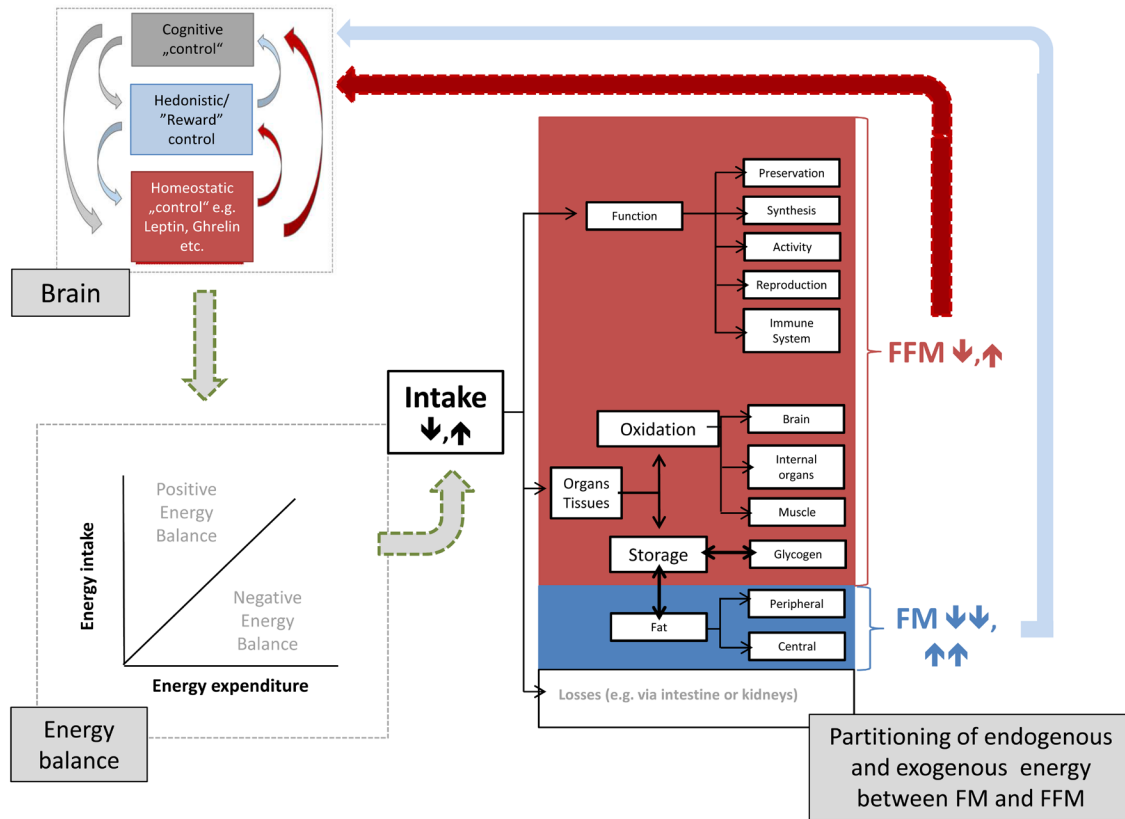 Cognitive
„control“
Hedonistic/
”Reward”
control
Homeostatic
„control“ e.g.
Leptin, Ghrelin
etc.
Brain
Intake
↓,↑
Positive
Energy
Balance
Negative
Energy
Balance
Energy intake
Energy expenditure
Energy
balance
Function
Preservation
Synthesis
Activity
Reproduction
Immune
System
Organs
Tissues
Oxidation
Brain
Internal
organs
Muscle
Storage
Glycogen
Fat
Peripheral
Central
Losses (e.g. via intestine or kidneys)
FFM ↓,↑
FM ↓↓,
↑↑
Partitioning of endogenous
and exogenous energy
between FM and FFM